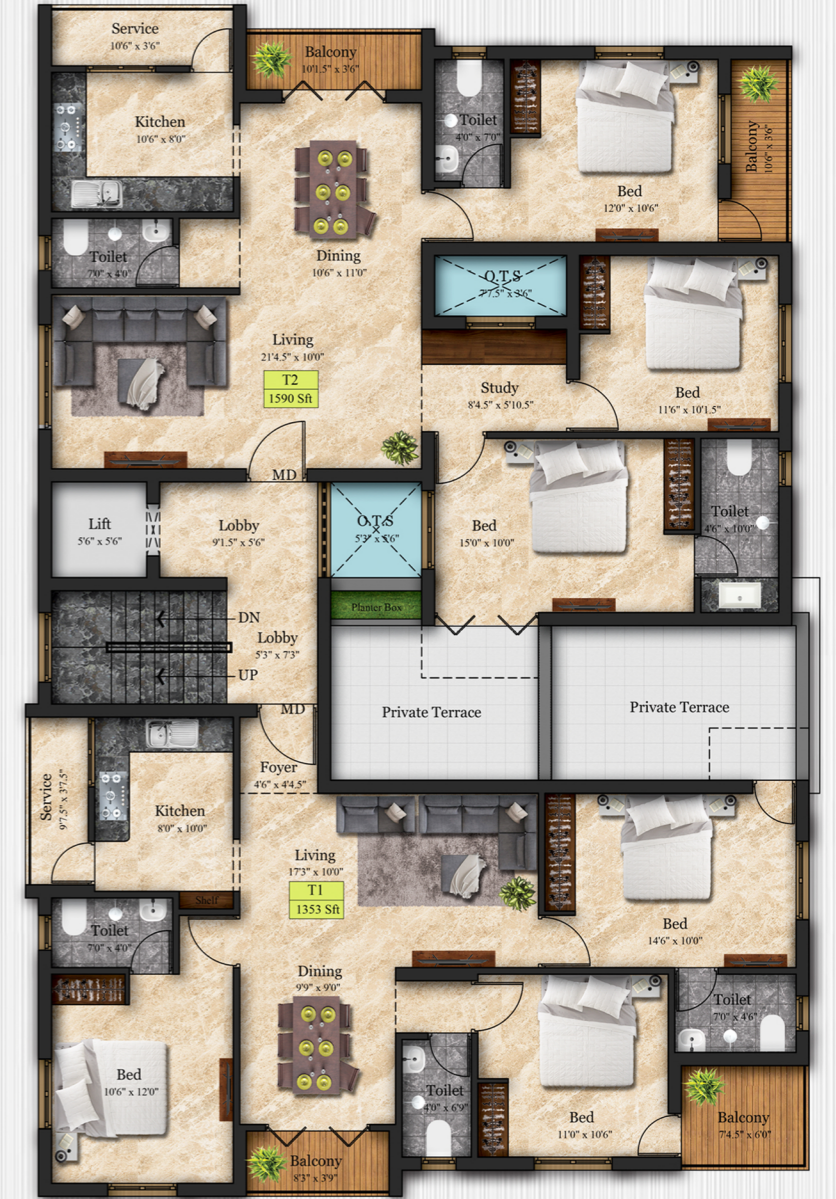 Service
10'6" x 3'6"
Balcony
10'1.5" x 3'6"
Kitchen
10'6" x 8'0"
Toilet
4'0" x 7'0"
Balcony
10'6" x 3'6"
Bed
12'0" x 10'6"
Toilet
7'0" x 4'0"
Dining
10'6" x 11'0"
O.T.S
7'7.5" x 3'6"
Living
21'4.5" x 10'0"
T2
1590 Sft
Study
8'4.5" x 5'10.5"
Bed
11'6" x 10'1.5"
MD
Lift
5'6" x 5'6"
Lobby
9'1.5" x 5'6"
O.T.S
5'3" x 5'6"
Bed
15'0" x 10'0"
Toilet
4'6" x 10'0"
Planter Box
DN
Lobby
5'3" x 7'3"
UP
MD
Private Terrace
Private Terrace
Foyer
4'6" x 4'4.5"
Service
9'7.5" x 3'7.5"
Kitchen
8'0" x 10'0"
Living
17'3" x 10'0"
T1
1353 Sft
Shelf
Toilet
7'0" x 4'0"
Bed
14'6" x 10'0"
Dining
9'9" x 9'0"
Toilet
7'0" x 4'6"
Bed
10'6" x 12'0"
Toilet
4'0" x 6'9"
Bed
11'0" x 10'6"
Balcony
7'4.5" x 6'0"
Balcony
8'3" x 3'9"